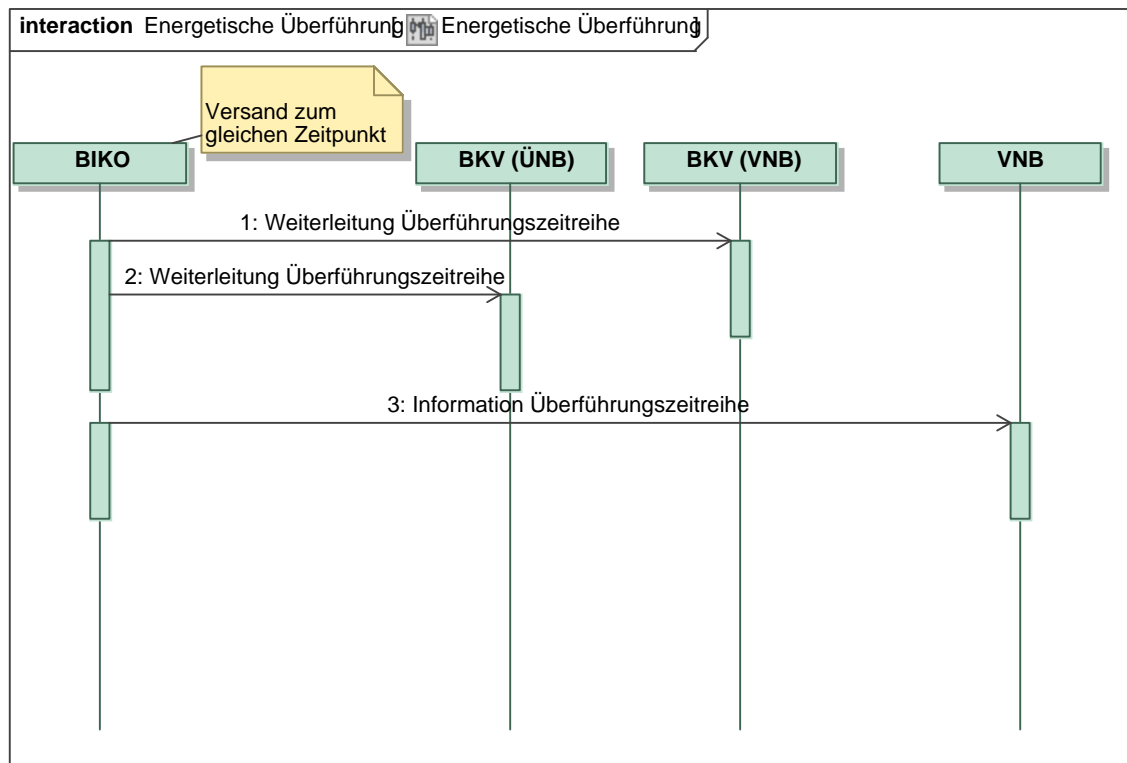 interaction Energetische Überführung[ Energetische Überführung]
Versand zum
gleichen Zeitpunkt
BIKO
BKV (ÜNB)
BKV (VNB)
VNB
1: Weiterleitung Überführungszeitreihe
2: Weiterleitung Überführungszeitreihe
3: Information Überführungszeitreihe